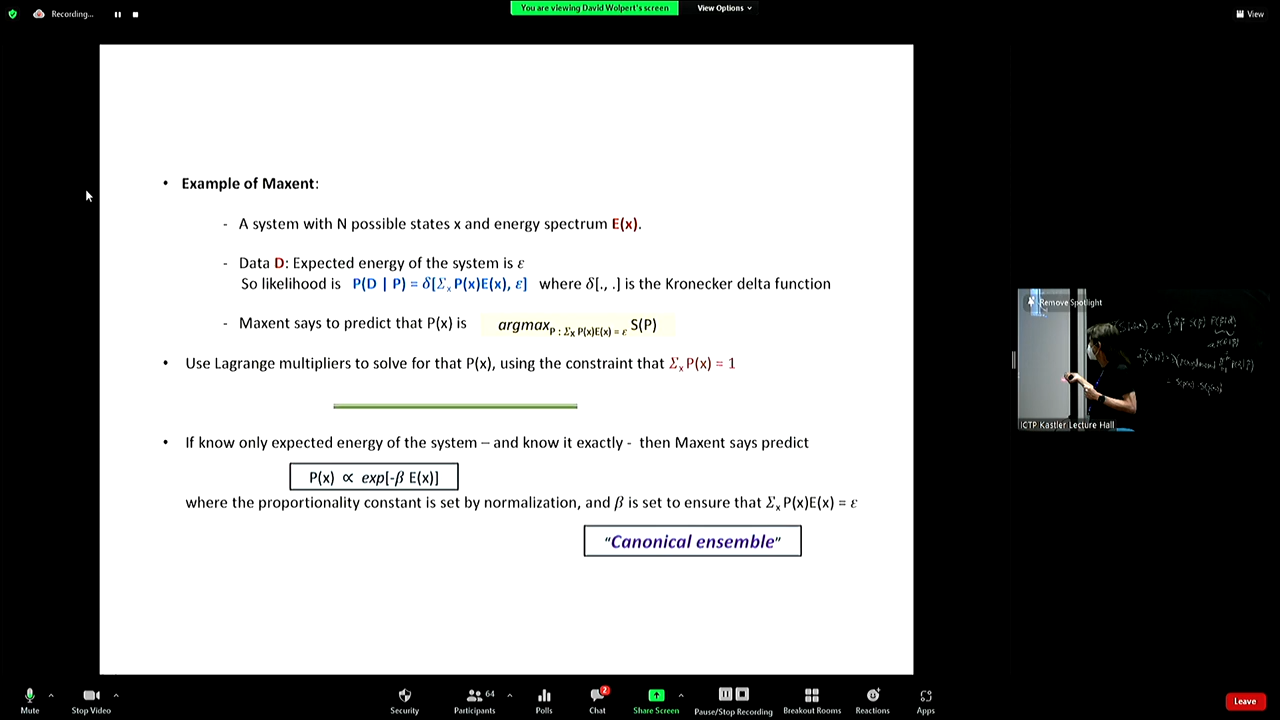 Recording...
You are viewing David Wolpert's screen
View Options
View
• Example of Maxent:
- A system with N possible states x and energy spectrum E(x).
- Data D: Expected energy of the system is ε
So likelihood is P(D | P) = δ[Σx P(x)E(x), ε] where δ[., .] is the Kronecker delta function
- Maxent says to predict that P(x) is argmaxP : Σx P(x)E(x) = ε S(P)
• Use Lagrange multipliers to solve for that P(x), using the constraint that Σx P(x) = 1
• If know only expected energy of the system – and know it exactly - then Maxent says predict
P(x) ∝ exp[-β E(x)]
where the proportionality constant is set by normalization, and β is set to ensure that Σx P(x)E(x) = ε
"Canonical ensemble"
Remove Spotlight
ICTP Kastler Lecture Hall
Mute
Stop Video
Security
Participants
64
Polls
Chat
2
Share Screen
Pause/Stop Recording
Breakout Rooms
Reactions
Apps
Leave